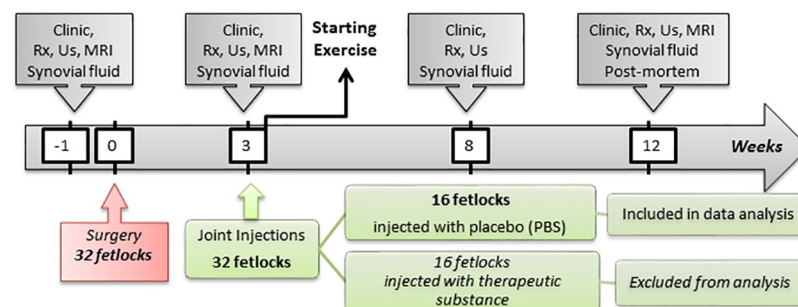 Clinic,
Rx, Us, MRI
Synovial fluid
Clinic,
Rx, Us, MRI
Synovial fluid
Starting
Exercise
Clinic,
Rx, Us
Synovial fluid
Clinic, Rx, Us, MRI
Synovial fluid
Post-mortem
-1
0
3
8
12
Weeks
Surgery
32 fetlocks
Joint Injections
32 fetlocks
16 fetlocks
injected with placebo (PBS)
Included in data analysis
16 fetlocks
injected with therapeutic
substance
Excluded from analysis